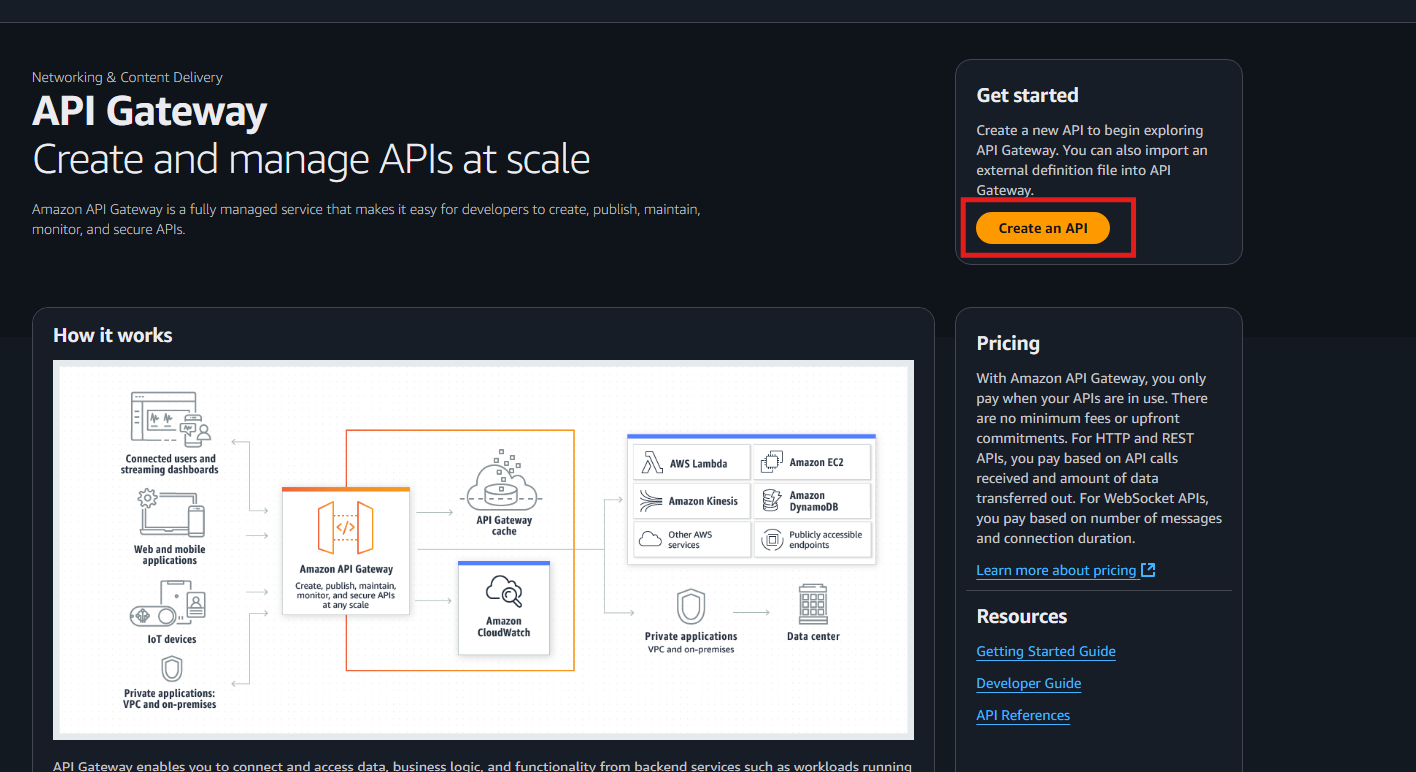 Networking & Content Delivery
API Gateway
Create and manage APIs at scale
Amazon API Gateway is a fully managed service that makes it easy for developers to create, publish, maintain,
monitor, and secure APIs.
Get started
Create a new API to begin exploring
API Gateway. You can also import an
external definition file into API
Gateway.
Create an API
How it works
Connected users and
streaming dashboards
Web and mobile
applications
IoT devices
Private applications:
VPC and on-premises
Amazon API Gateway
Create, publish, maintain,
monitor, and secure APIs
at any scale
API Gateway
cache
Amazon
CloudWatch
AWS Lambda
Amazon EC2
Amazon Kinesis
Amazon
DynamoDB
Other AWS
services
Publicly accessible
endpoints
Private applications
VPC and on-premises
Data center
API Gateway enables you to connect and access data, business logic, and functionality from backend services such as workloads running
Pricing
With Amazon API Gateway, you only
pay when your APIs are in use. There
are no minimum fees or upfront
commitments. For HTTP and REST
APIs, you pay based on API calls
received and amount of data
transferred out. For WebSocket APIs,
you pay based on number of messages
and connection duration.
Learn more about pricing
Resources
Getting Started Guide
Developer Guide
API References